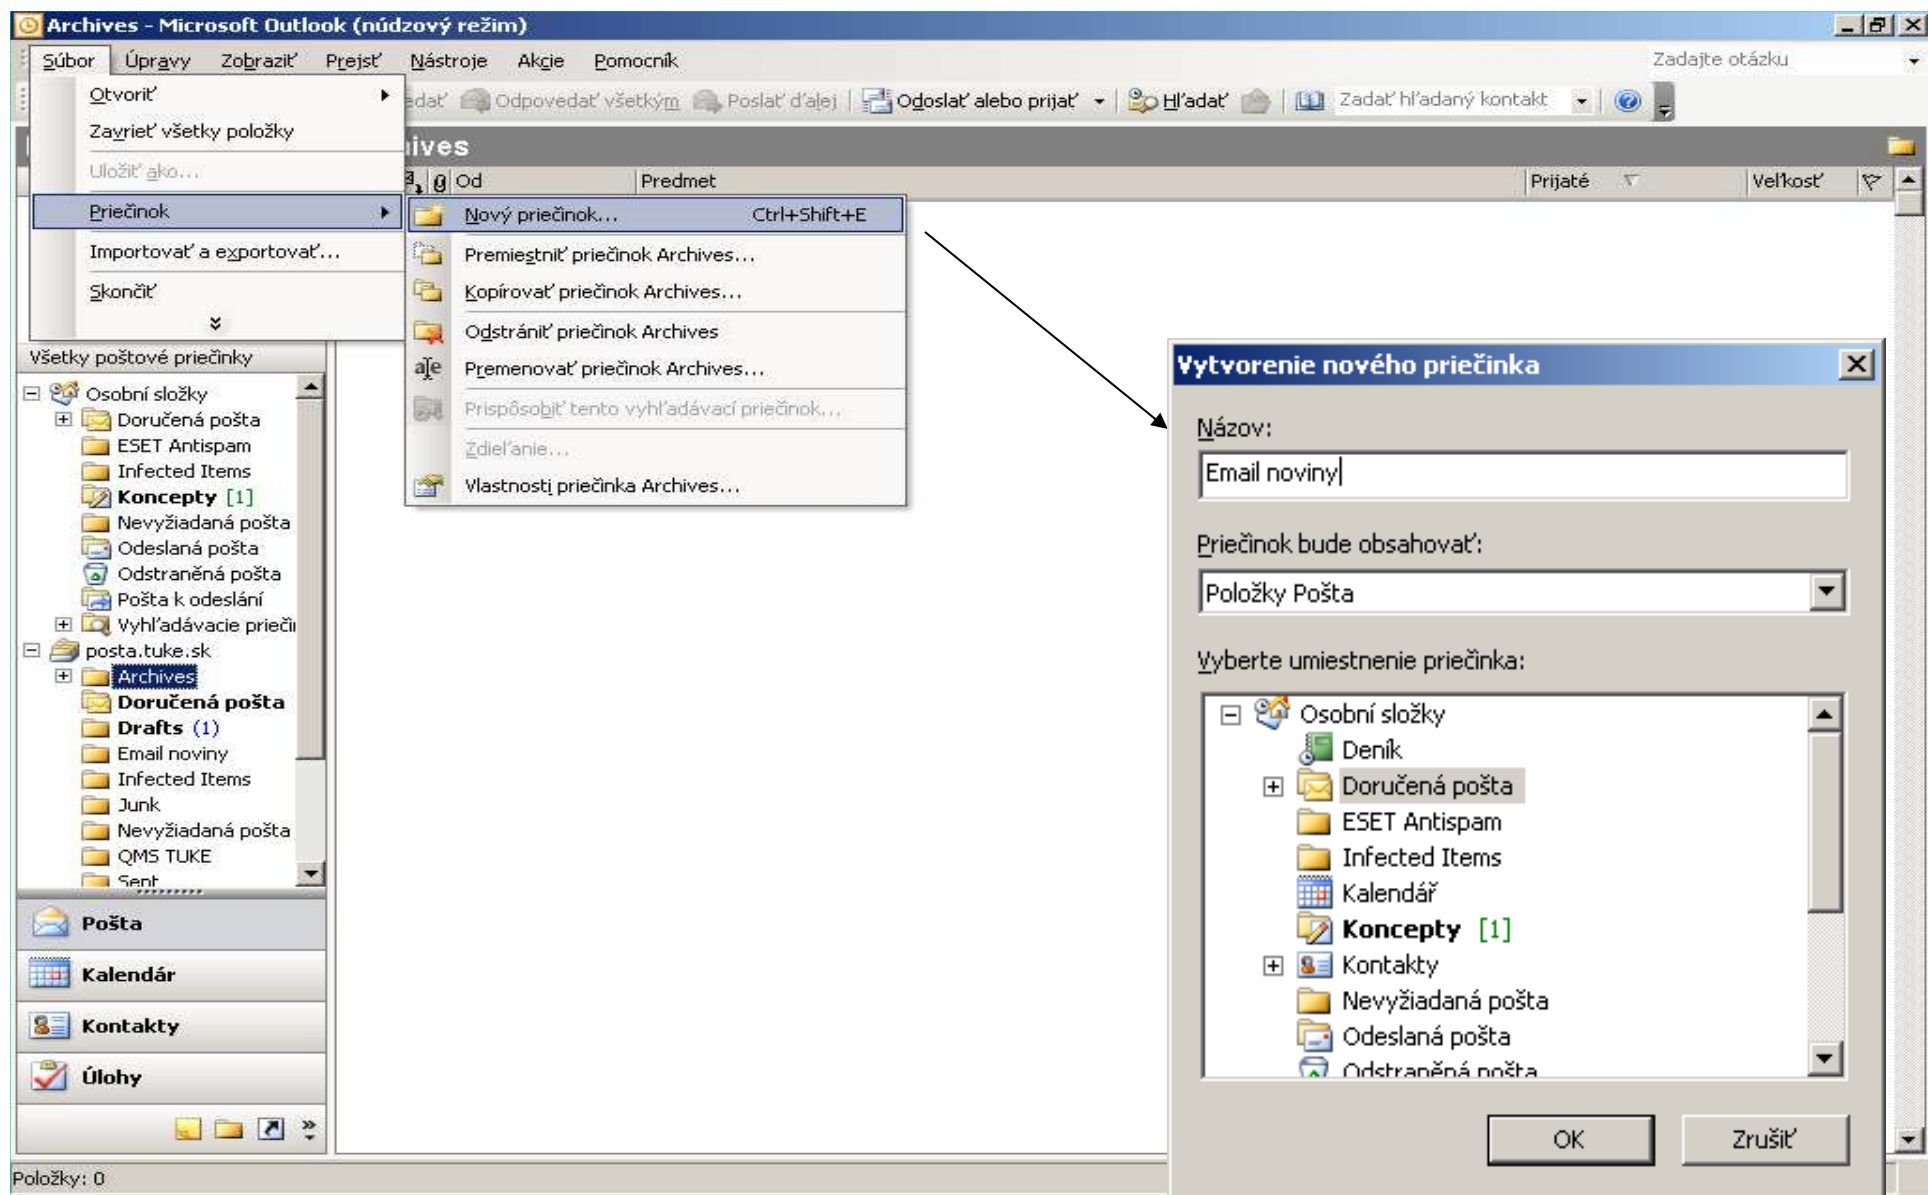 Archives - Microsoft Outlook (núdzový režim)
Súbor Úpravy Zobraziť Prejsť Nástroje Akcie Pomocník Zadajte otázku
Odpovedať všetkým Poslať ďalej Odoslať alebo prijať Hľadať Zadať hľadaný kontakt
Otvoriť
Zavrieť všetky položky
Uložiť ako...
Priečinok
Importovať a exportovať...
Skončiť
Od Predmet Prijaté Veľkosť
Nový priečinok... Ctrl+Shift+E
Premiestniť priečinok Archives...
Kopírovať priečinok Archives...
Odstrániť priečinok Archives
Premenovať priečinok Archives...
Prispôsobiť tento vyhľadávací priečinok...
Zdieľanie...
Vlastnosti priečinka Archives...
Všetky poštové priečinky
Osobní složky
Doručená pošta
ESET Antispam
Infected Items
Koncepty [1]
Nevyžiadaná pošta
Odeslaná pošta
Odstraněná pošta
Pošta k odeslání
Vyhľadávacie priečin
posta.tuke.sk
Archives
Doručená pošta
Drafts (1)
Email noviny
Infected Items
Junk
Nevyžiadaná pošta
QMS TUKE
Sent
Pošta
Kalendár
Kontakty
Úlohy
Položky: 0
Vytvorenie nového priečinka
Názov:
Email noviny
Priečinok bude obsahovať:
Položky Pošta
Vyberte umiestnenie priečinka:
Osobní složky
Deník
Doručená pošta
ESET Antispam
Infected Items
Kalendář
Koncepty [1]
Kontakty
Nevyžiadaná pošta
Odeslaná pošta
Odstraněná pošta
OK Zrušiť